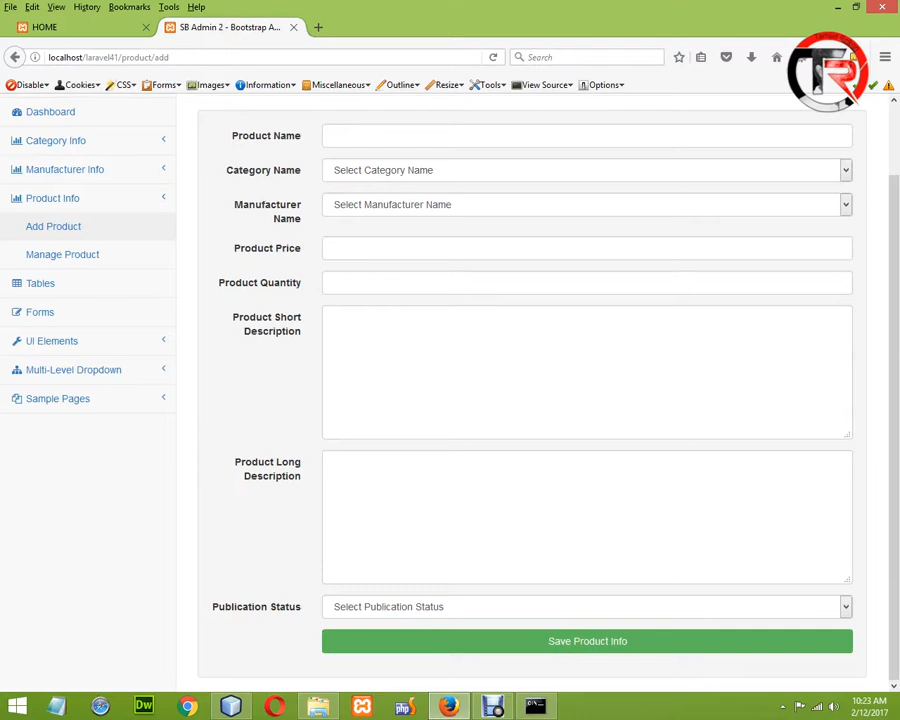 File Edit View History Bookmarks Tools Help
HOME
SB Admin 2 - Bootstrap A...
localhost/laravel41/product/add
Search
Disable Cookies CSS Forms Images Information Miscellaneous Outline Resize Tools View Source Options
Dashboard
Category Info
Manufacturer Info
Product Info
Add Product
Manage Product
Tables
Forms
UI Elements
Multi-Level Dropdown
Sample Pages
Product Name
Category Name
Select Category Name
Manufacturer
Name
Select Manufacturer Name
Product Price
Product Quantity
Product Short
Description
Product Long
Description
Publication Status
Select Publication Status
Save Product Info
Dw
php
10:23 AM
2/12/2017